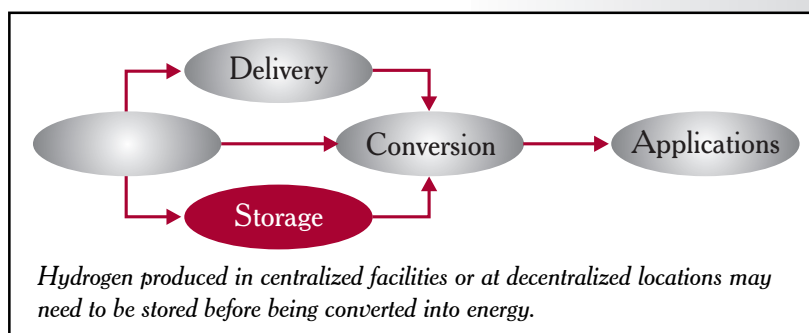 Delivery
Conversion
Applications
Storage
Hydrogen produced in centralized facilities or at decentralized locations may
need to be stored before being converted into energy.